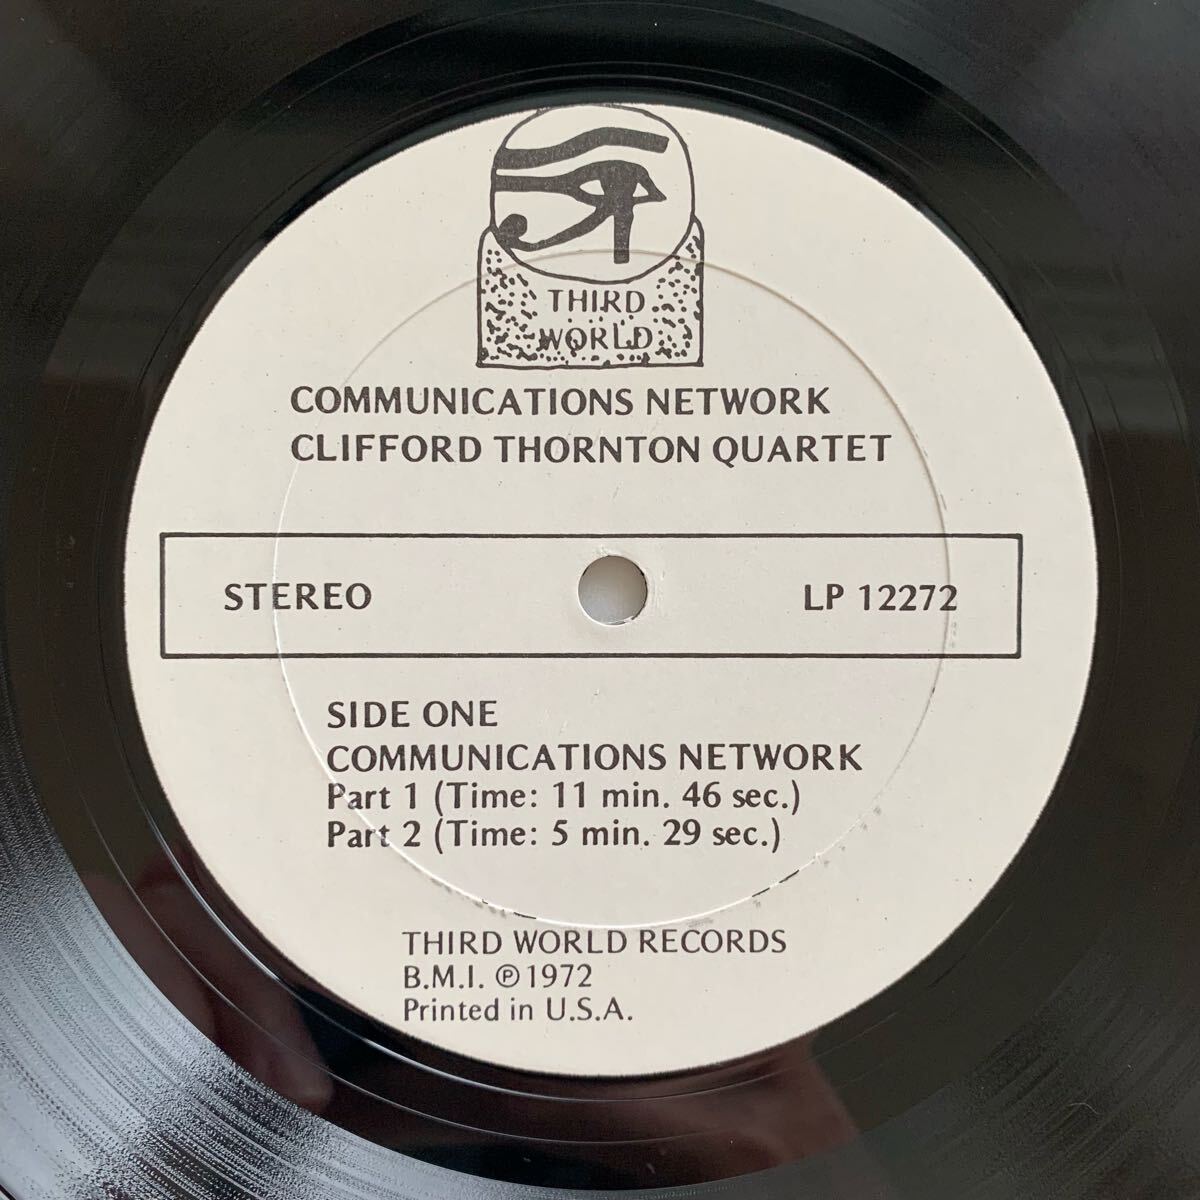 THIRD
WORLD
COMMUNICATIONS NETWORK
CLIFFORD THORNTON QUARTET
STEREO
LP 12272
SIDE ONE
COMMUNICATIONS NETWORK
Part 1 (Time: 11 min. 46 sec.)
Part 2 (Time: 5 min. 29 sec.)
THIRD WORLD RECORDS
B.M.I. ℗ 1972
Printed in U.S.A.